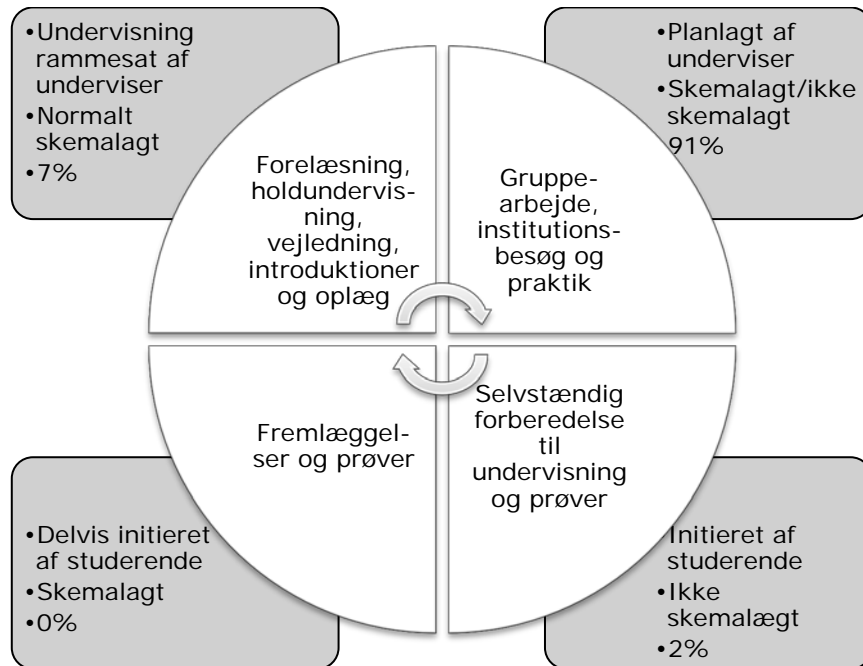 •Undervisning
rammesat af
underviser
•Normalt
skemalagt
•7%
Forelæsning,
holdundervis-
ning,
vejledning,
introduktioner
og oplæg
•Planlagt af
underviser
•Skemalagt/ikke
skemalagt
•91%
Gruppe-
arbejde,
institutions-
besøg og
praktik
Fremlæggel-
ser og prøver
•Delvis initieret
af studerende
•Skemalagt
•0%
Selvstændig
forberedelse
til
undervisning
og prøver
•Initieret af
studerende
•Ikke
skemalægt
•2%